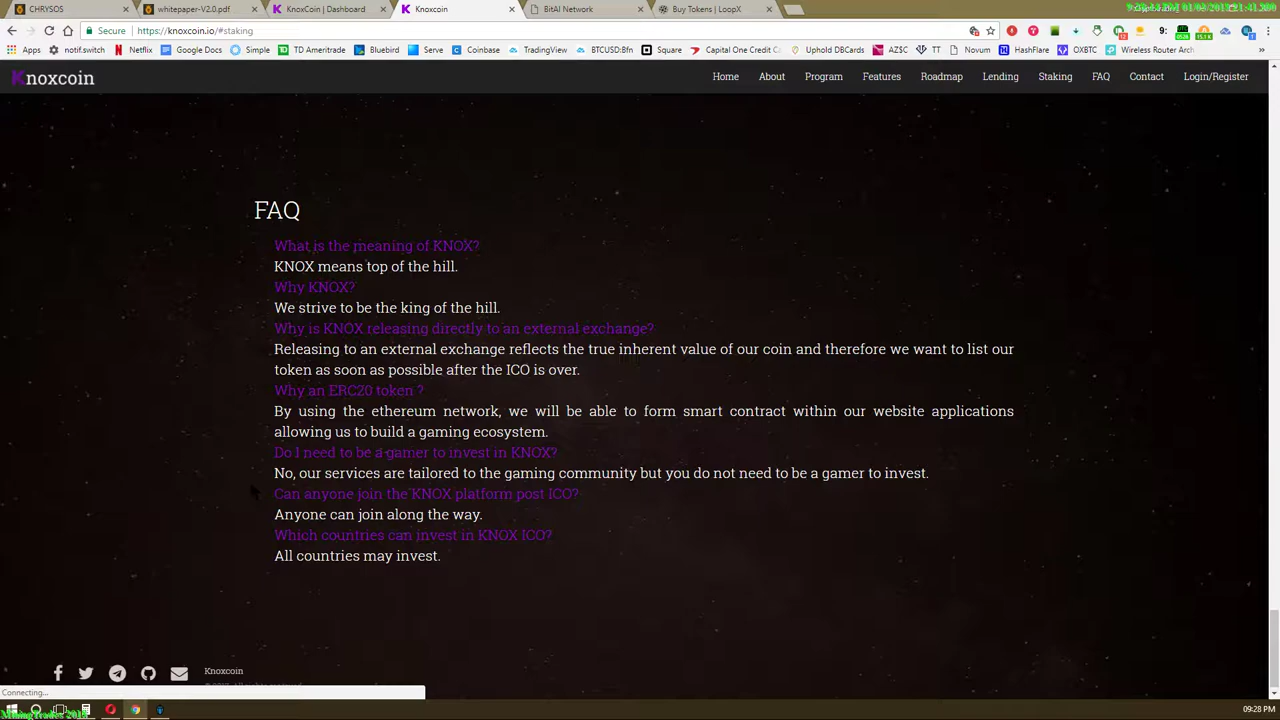 CHRYSOS
whitepaper-V2.0.pdf
KnoxCoin | Dashboard
Knoxcoin
BitAI Network
Buy Tokens | LoopX
Secure
https://knoxcoin.io/#staking
Apps
notif.switch
Netflix
Google Docs
Simple
TD Ameritrade
Bluebird
Serve
Coinbase
TradingView
BTCUSD:Bfn
Square
Capital One Credit C
Uphold DBCards
AZ$C
TT
Novum
HashFlare
OXBTC
Wireless Router Arch
Knoxcoin
Home
About
Program
Features
Roadmap
Lending
Staking
FAQ
Contact
Login/Register
FAQ
What is the meaning of KNOX?
KNOX means top of the hill.
Why KNOX?
We strive to be the king of the hill.
Why is KNOX releasing directly to an external exchange?
Releasing to an external exchange reflects the true inherent value of our coin and therefore we want to list our
token as soon as possible after the ICO is over.
Why an ERC20 token ?
By using the ethereum network, we will be able to form smart contract within our website applications
allowing us to build a gaming ecosystem.
Do I need to be a gamer to invest in KNOX?
No, our services are tailored to the gaming community but you do not need to be a gamer to invest.
Can anyone join the KNOX platform post ICO?
Anyone can join along the way.
Which countries can invest in KNOX ICO?
All countries may invest.
Knoxcoin
Connecting...
09:28 PM